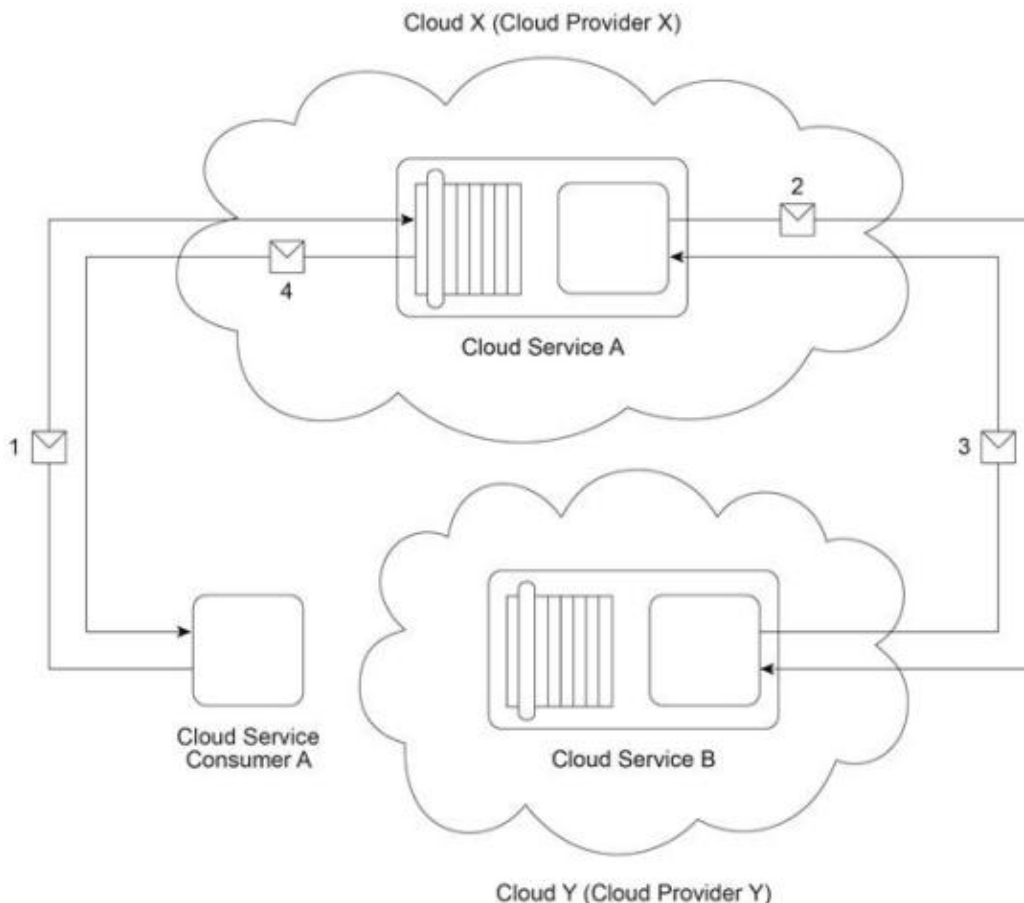 Cloud X (Cloud Provider X)
2
4
Cloud Service A
1
3
Cloud Service
Consumer A
Cloud Service B
Cloud Y (Cloud Provider Y)